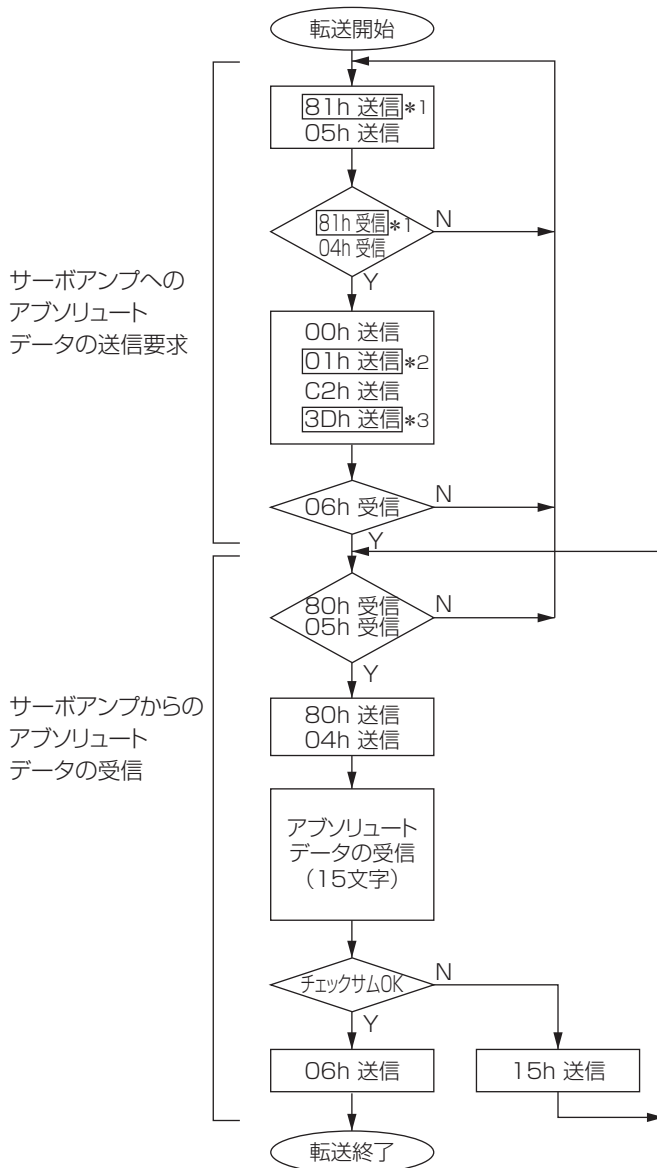 転送開始
81h 送信*1
05h 送信
81h 受信*1
04h 受信
N
Y
サーボアンプへの
アブソリュート
データの送信要求
00h 送信
01h 送信*2
C2h 送信
3Dh 送信*3
06h 受信
N
Y
80h 受信
05h 受信
N
Y
サーボアンプからの
アブソリュート
データの受信
80h 送信
04h 送信
アブソリュート
データの受信
(15文字)
チェックサムOK
N
Y
06h 送信
15h 送信
転送終了